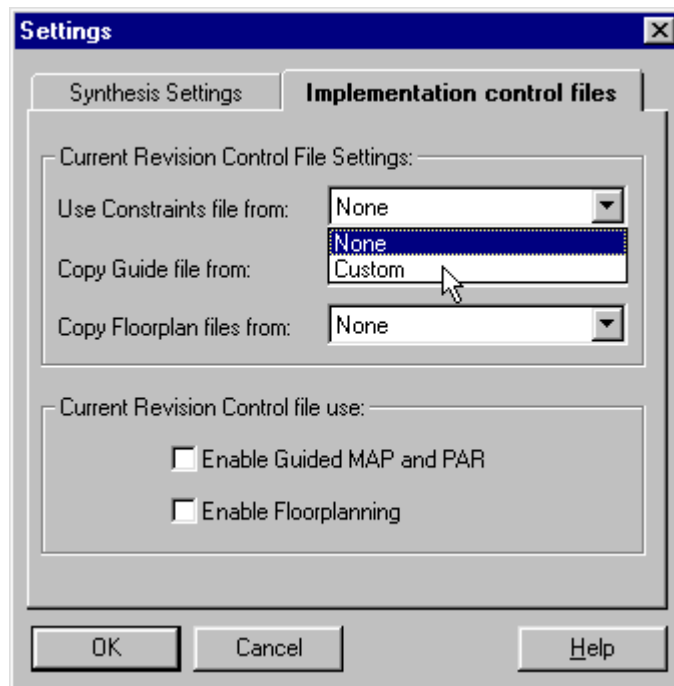 Settings
Synthesis Settings
Implementation control files
Current Revision Control File Settings:
Use Constraints file from:
None
None
Custom
Copy Guide file from:
Copy Floorplan files from:
None
Current Revision Control file use:
Enable Guided MAP and PAR
Enable Floorplanning
OK
Cancel
Help